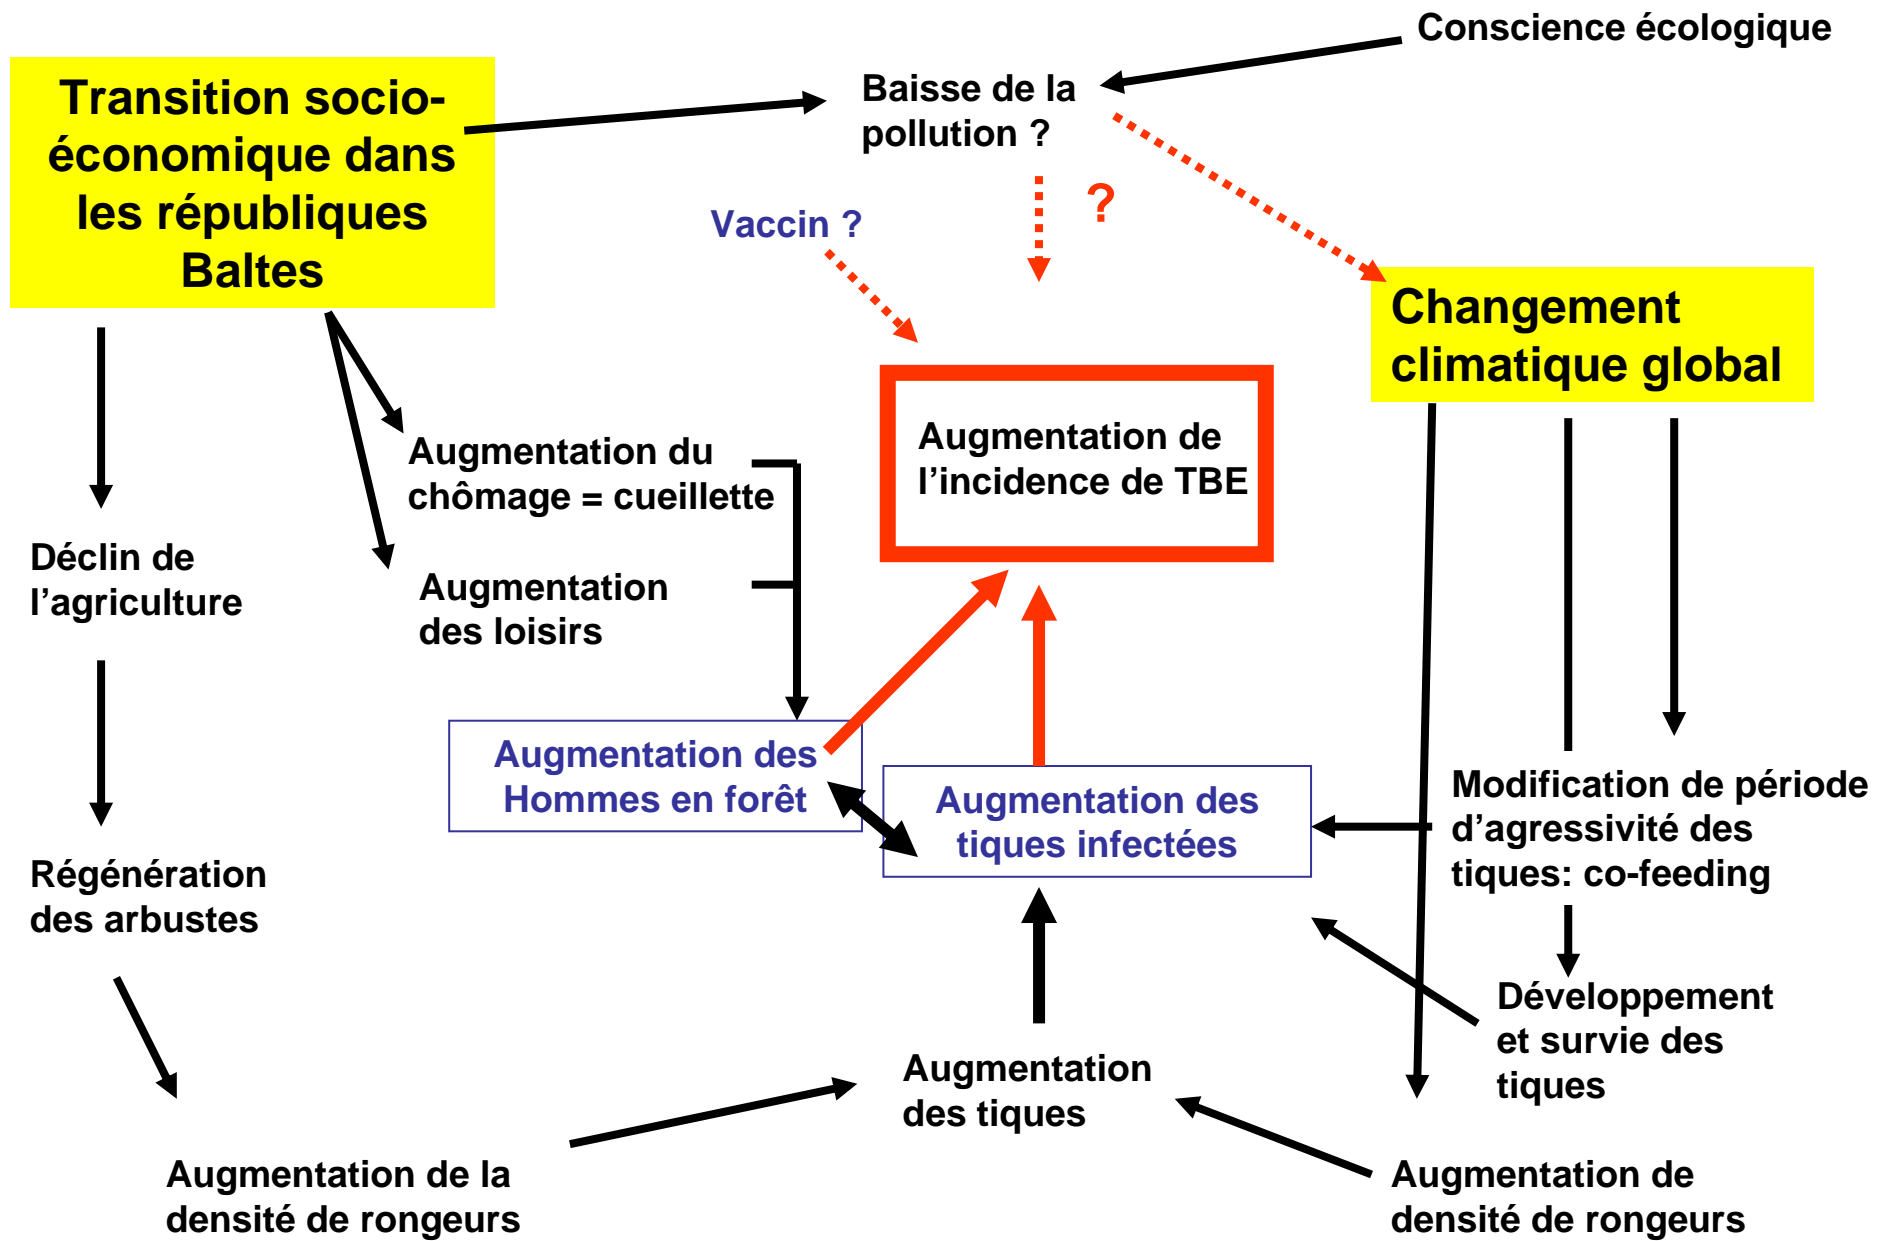 Conscience écologique
Transition socio-
économique dans
les républiques
Baltes
Baisse de la
pollution ?
?
Vaccin ?
Changement
climatique global
Augmentation de
l’incidence de TBE
Augmentation du
chômage = cueillette
Déclin de
l’agriculture
Augmentation
des loisirs
Augmentation des
Hommes en forêt
Augmentation des
tiques infectées
Modification de période
d’agressivité des
tiques: co-feeding
Régénération
des arbustes
Développement
et survie des
tiques
Augmentation
des tiques
Augmentation de la
densité de rongeurs
Augmentation de
densité de rongeurs